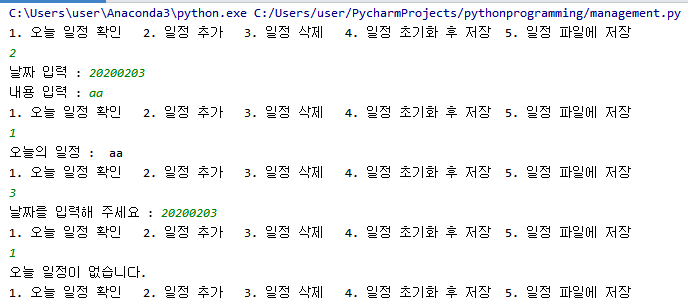 C:\Users\user\Anaconda3\python.exe C:/Users/user/PycharmProjects/pythonprogramming/management.py
1. 오늘 일정 확인   2. 일정 추가   3. 일정 삭제   4. 일정 초기화 후 저장  5. 일정 파일에 저장
2
날짜 입력 : 20200203
내용 입력 : aa
1. 오늘 일정 확인   2. 일정 추가   3. 일정 삭제   4. 일정 초기화 후 저장  5. 일정 파일에 저장
1
오늘의 일정 :  aa
1. 오늘 일정 확인   2. 일정 추가   3. 일정 삭제   4. 일정 초기화 후 저장  5. 일정 파일에 저장
3
날짜를 입력해 주세요 : 20200203
1. 오늘 일정 확인   2. 일정 추가   3. 일정 삭제   4. 일정 초기화 후 저장  5. 일정 파일에 저장
1
오늘 일정이 없습니다.
1. 오늘 일정 확인   2. 일정 추가   3. 일정 삭제   4. 일정 초기화 후 저장  5. 일정 파일에 저장